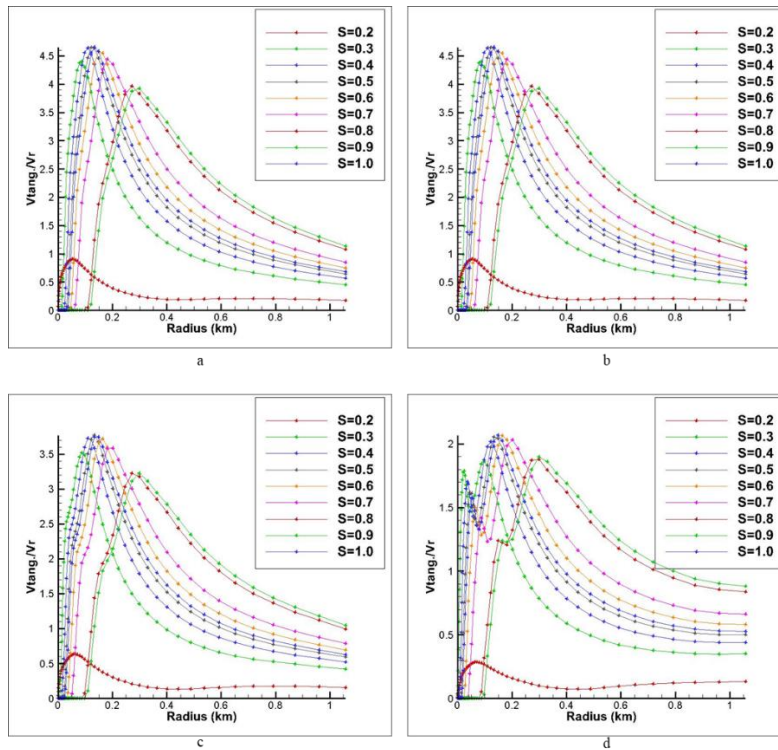 Vtang./Vr
4.5
4
3.5
3
2.5
2
1.5
1
0.5
0
0 0.2 0.4 0.6 0.8 1
Radius (km)
S=0.2
S=0.3
S=0.4
S=0.5
S=0.6
S=0.7
S=0.8
S=0.9
S=1.0
a
Vtang./Vr
4.5
4
3.5
3
2.5
2
1.5
1
0.5
0
0 0.2 0.4 0.6 0.8 1
Radius (km)
S=0.2
S=0.3
S=0.4
S=0.5
S=0.6
S=0.7
S=0.8
S=0.9
S=1.0
b
Vtang./Vr
3.5
3
2.5
2
1.5
1
0.5
0
0 0.2 0.4 0.6 0.8 1
Radius (km)
S=0.2
S=0.3
S=0.4
S=0.5
S=0.6
S=0.7
S=0.8
S=0.9
S=1.0
c
Vtang./Vr
2
1.5
1
0.5
0
0 0.2 0.4 0.6 0.8 1
Radius (km)
S=0.2
S=0.3
S=0.4
S=0.5
S=0.6
S=0.7
S=0.8
S=0.9
S=1.0
d